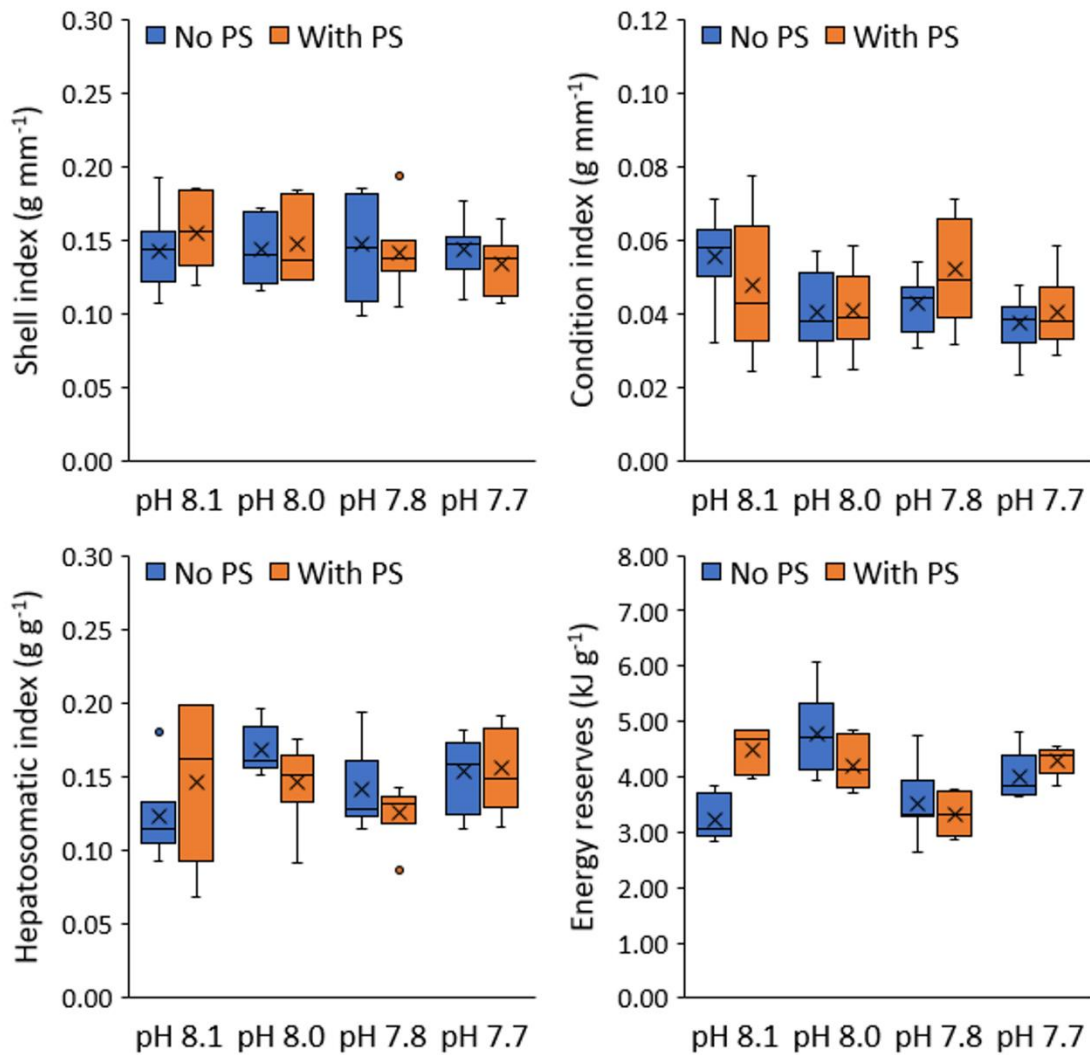 Shell index (g mm⁻¹)
0.30
0.25
0.20
0.15
0.10
0.05
0.00
No PS With PS
pH 8.1 pH 8.0 pH 7.8 pH 7.7
Condition index (g mm⁻¹)
0.12
0.10
0.08
0.06
0.04
0.02
0.00
No PS With PS
pH 8.1 pH 8.0 pH 7.8 pH 7.7
Hepatosomatic index (g g⁻¹)
0.30
0.25
0.20
0.15
0.10
0.05
0.00
No PS With PS
pH 8.1 pH 8.0 pH 7.8 pH 7.7
Energy reserves (kJ g⁻¹)
8.00
7.00
6.00
5.00
4.00
3.00
2.00
1.00
0.00
No PS With PS
pH 8.1 pH 8.0 pH 7.8 pH 7.7